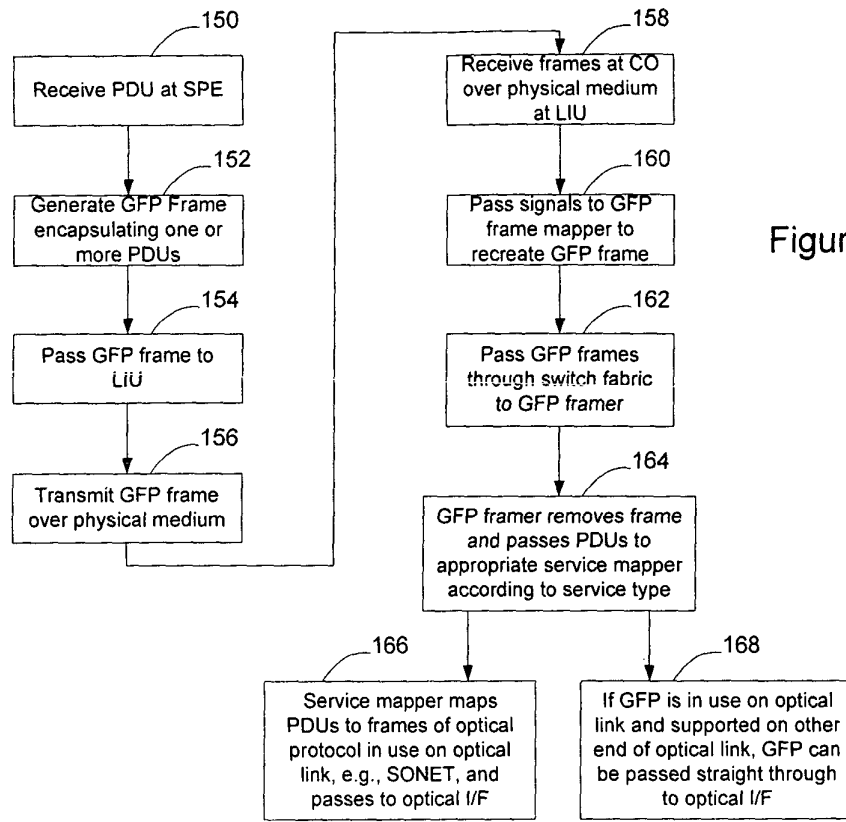 150
Receive PDU at SPE
152
Generate GFP Frame
encapsulating one or
more PDUs
154
Pass GFP frame to
LIU
156
Transmit GFP frame
over physical medium
158
Receive frames at CO
over physical medium
at LIU
160
Pass signals to GFP
frame mapper to
recreate GFP frame
162
Pass GFP frames
through switch fabric
to GFP framer
164
GFP framer removes frame
and passes PDUs to
appropriate service mapper
according to service type
166
Service mapper maps
PDUs to frames of optical
protocol in use on optical
link, e.g., SONET, and
passes to optical I/F
168
If GFP is in use on optical
link and supported on other
end of optical link, GFP can
be passed straight through
to optical I/F